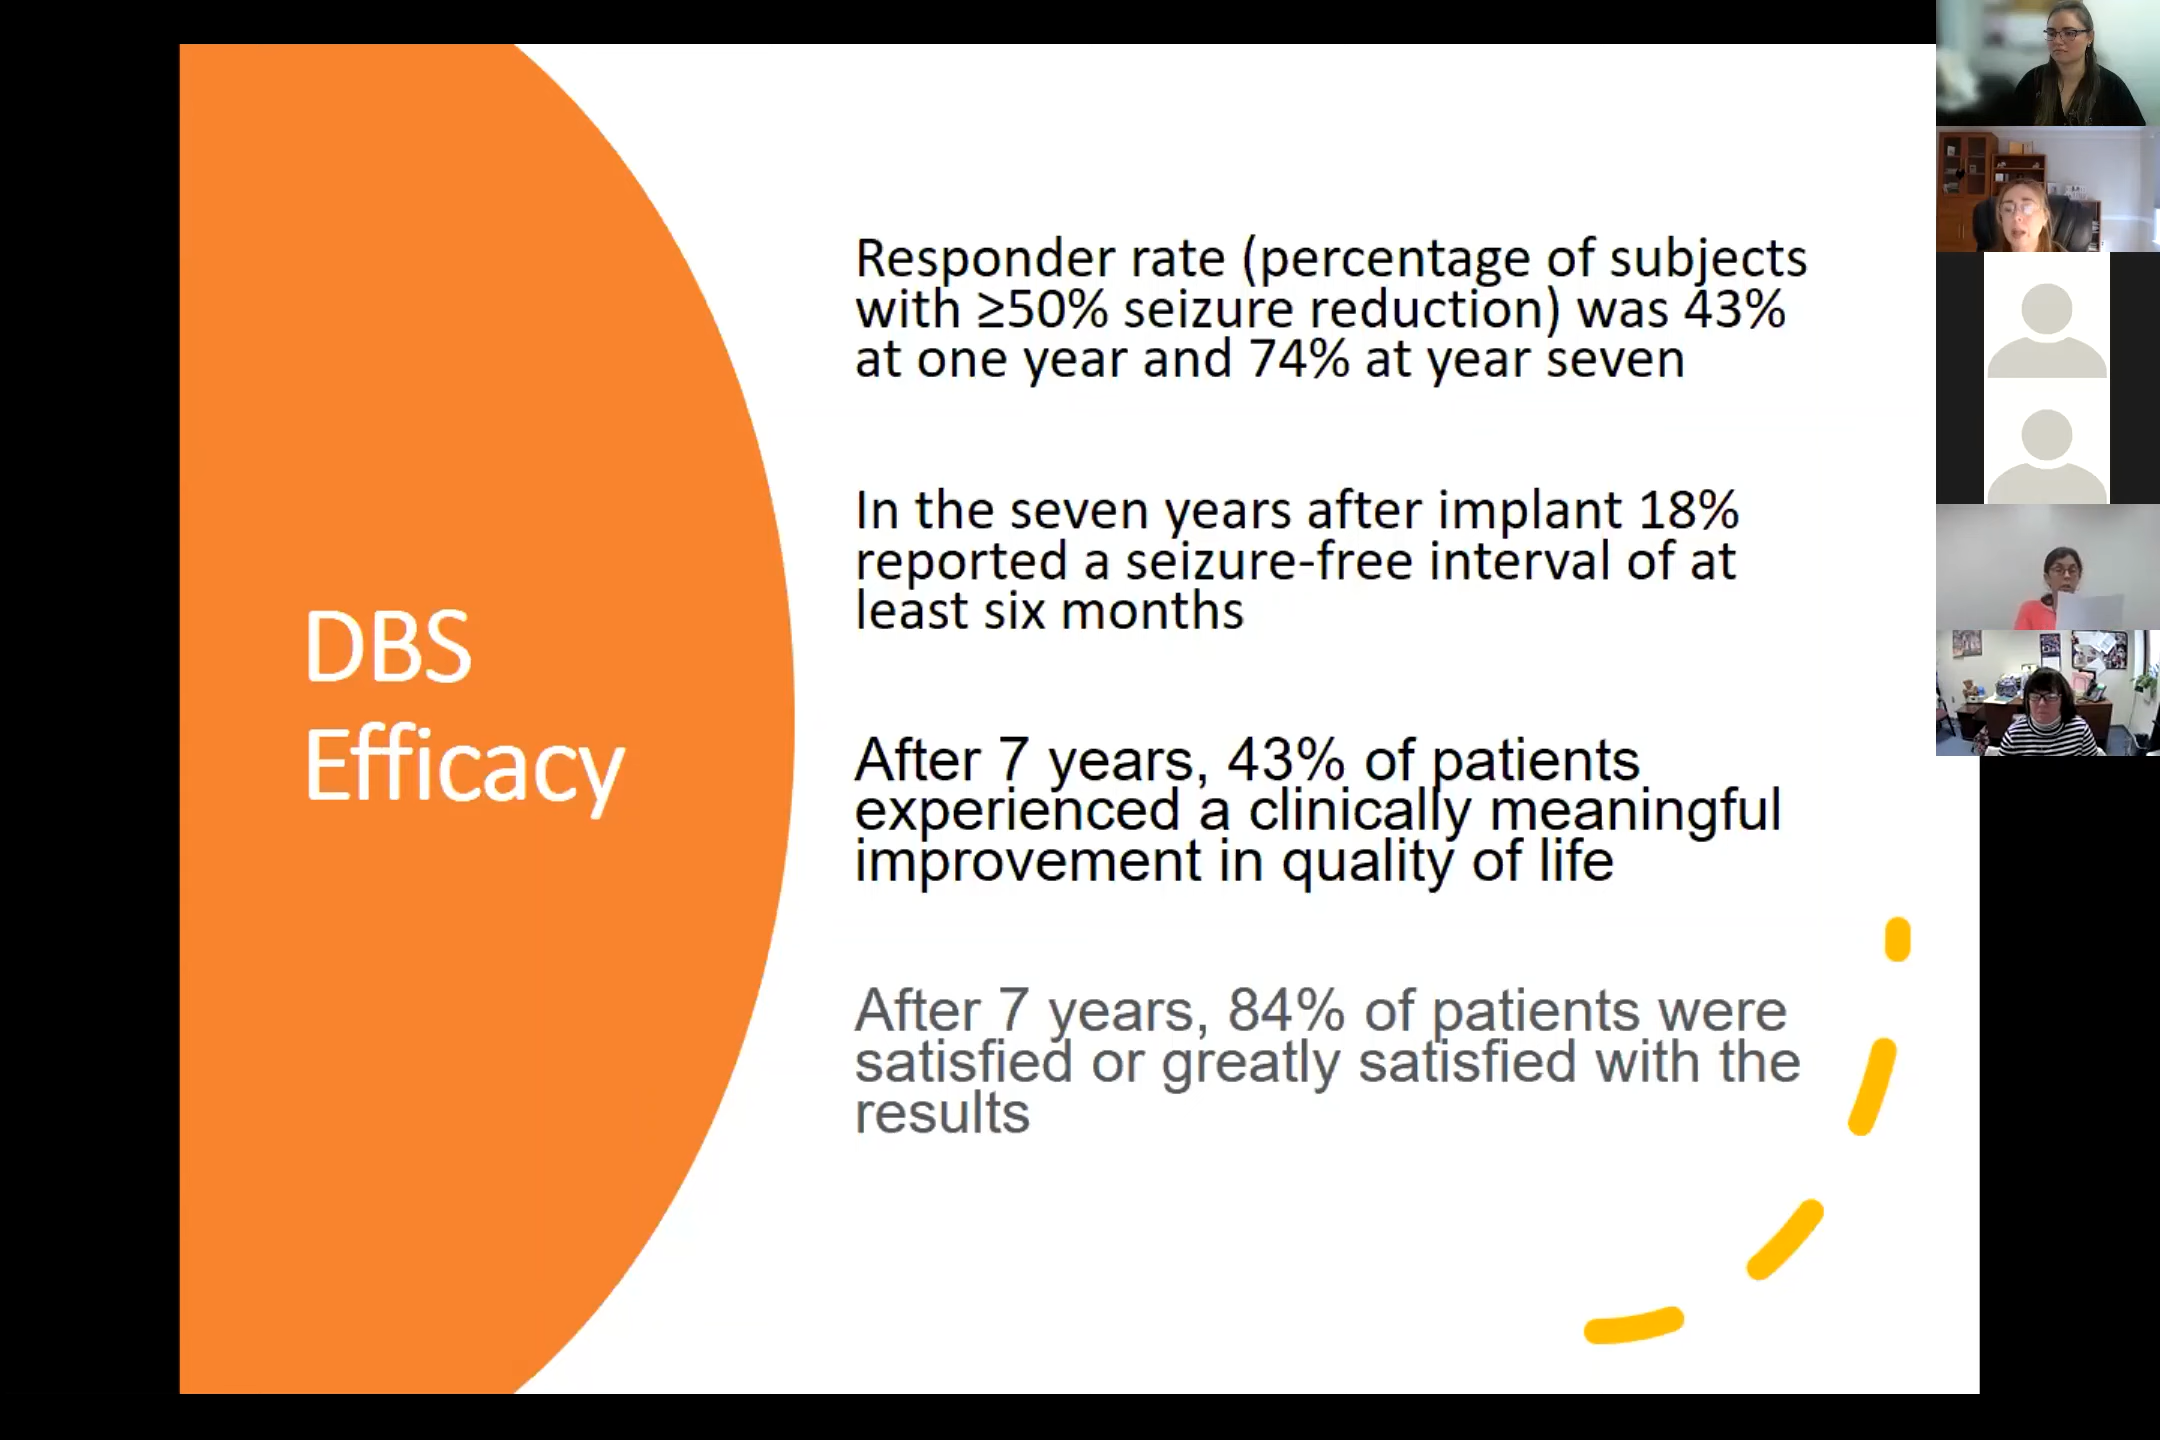 DBS
Efficacy
Responder rate (percentage of subjects
with ≥50% seizure reduction) was 43%
at one year and 74% at year seven
In the seven years after implant 18%
reported a seizure-free interval of at
least six months
After 7 years, 43% of patients
experienced a clinically meaningful
improvement in quality of life
After 7 years, 84% of patients were
satisfied or greatly satisfied with the
results